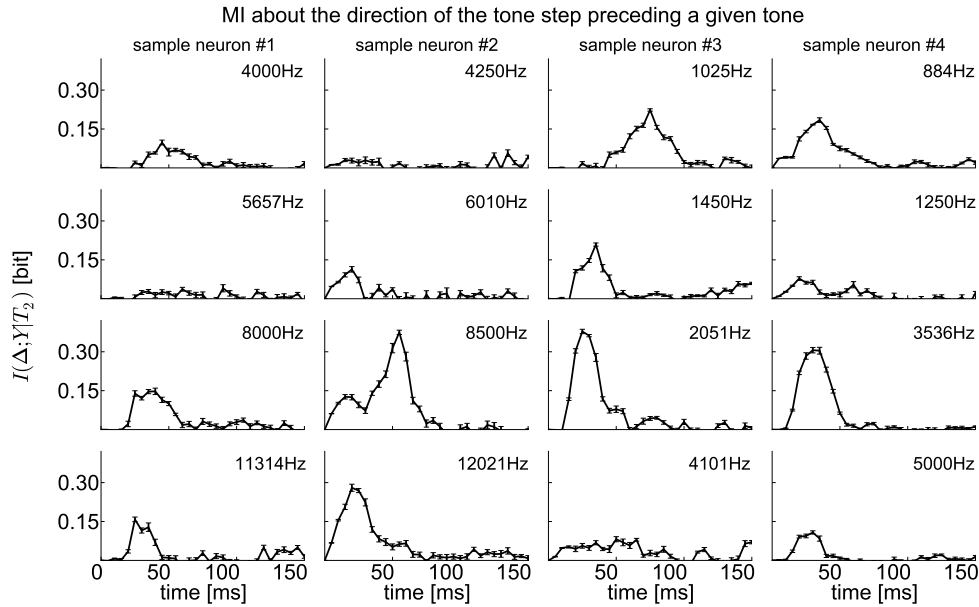 MI about the direction of the tone step preceding a given tone
sample neuron #1 sample neuron #2 sample neuron #3 sample neuron #4
4000Hz 4250Hz 1025Hz 884Hz
0.30
0.15
5657Hz 6010Hz 1450Hz 1250Hz
0.30
0.15
8000Hz 8500Hz 2051Hz 3536Hz
0.30
0.15
11314Hz 12021Hz 4101Hz 5000Hz
0.30
0.15
I(Δ;Y|T₂) [bit]
0 50 100 150 50 100 150 50 100 150 50 100 150
time [ms] time [ms] time [ms] time [ms]